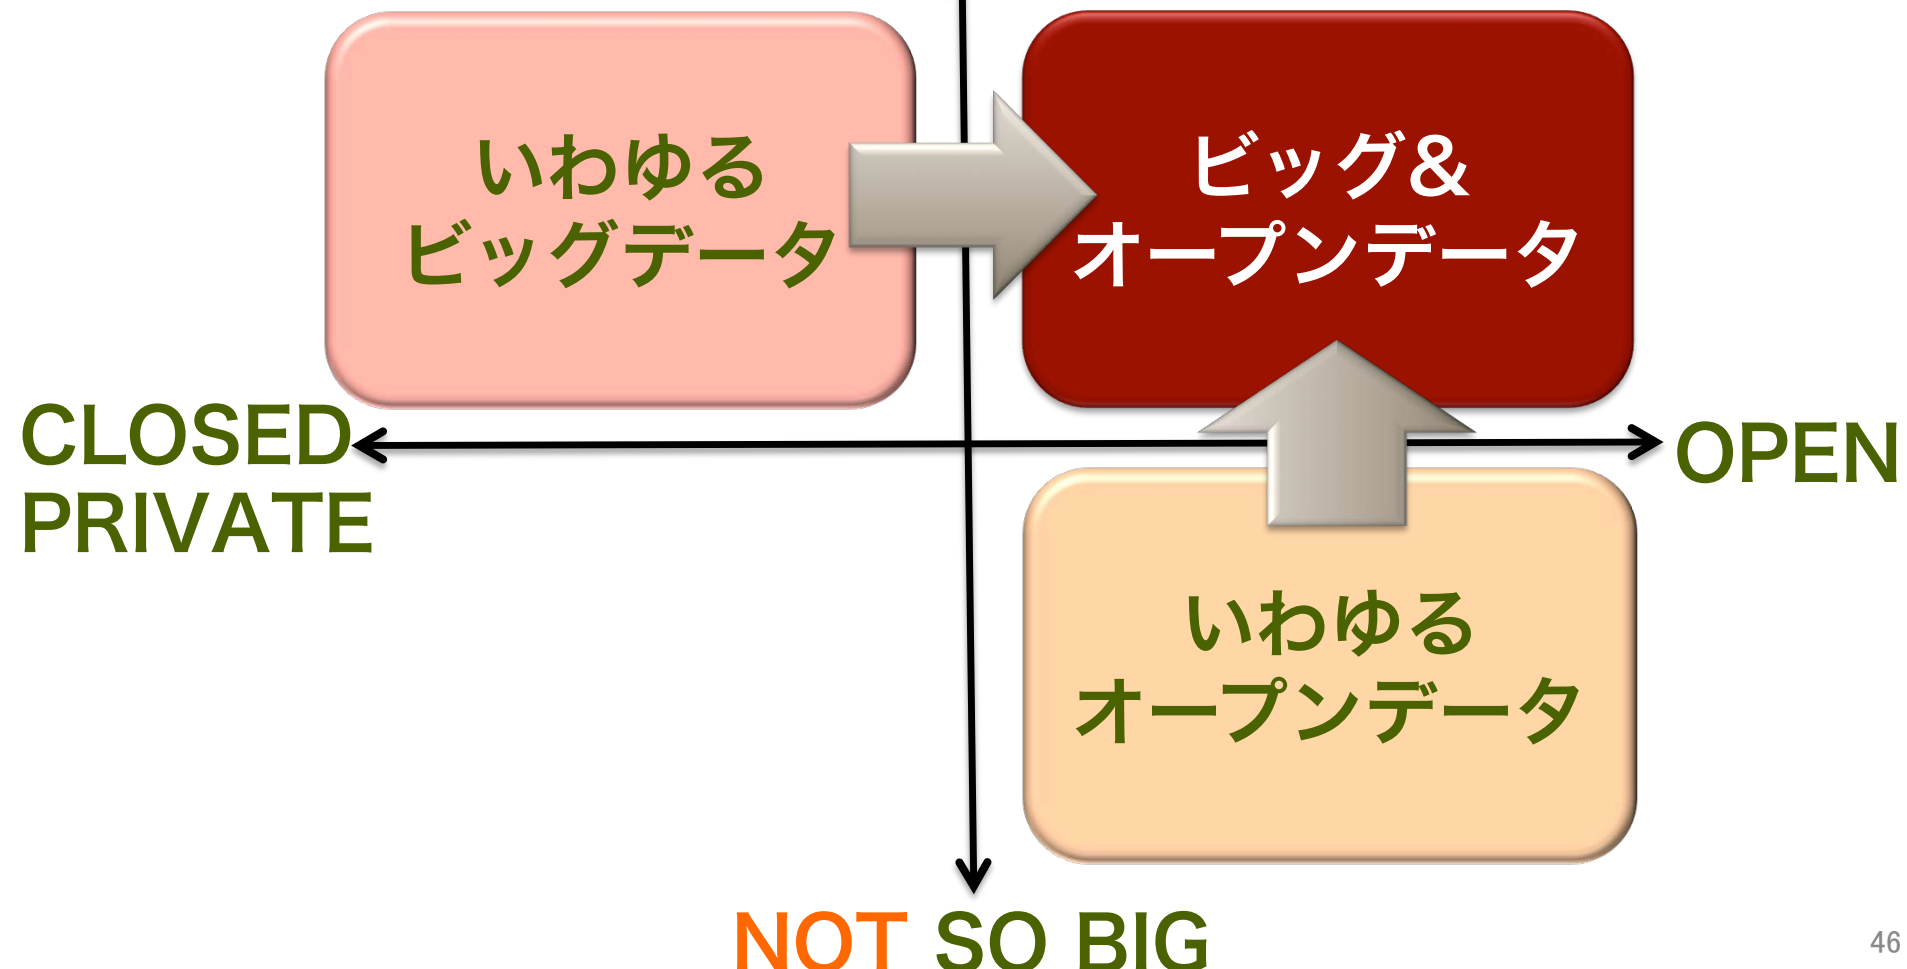 いわゆる
ビッグデータ
ビッグ&
オープンデータ
CLOSED
PRIVATE
OPEN
いわゆる
オープンデータ
NOT SO BIG
46